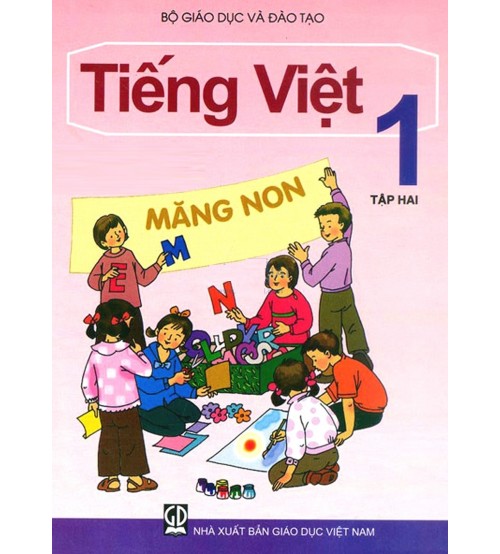 BỘ GIÁO DỤC VÀ ĐÀO TẠO
Tiếng Việt 1
TẬP HAI
MĂNG NON
E
M
N
GD
NHÀ XUẤT BẢN GIÁO DỤC VIỆT NAM